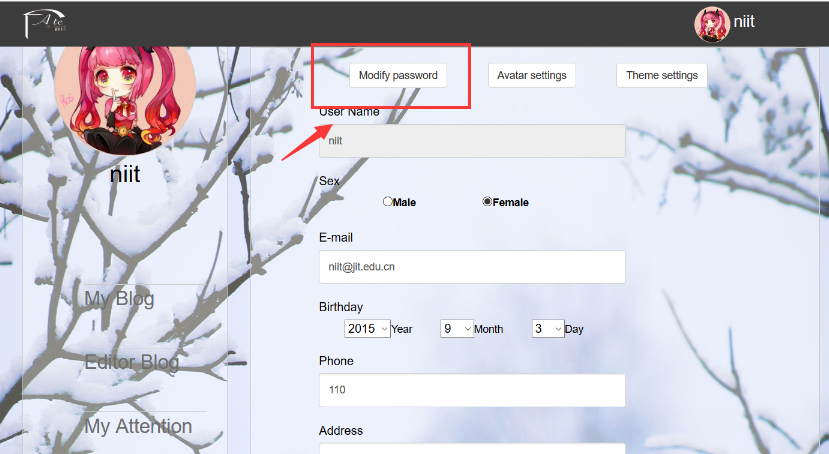 Ate
niit
niit
My Blog
Editor Blog
My Attention
Modify password
Avatar settings
Theme settings
User Name
niit
Sex
Male
Female
E-mail
niit@jit.edu.cn
Birthday
2015 Year 9 Month 3 Day
Phone
110
Address